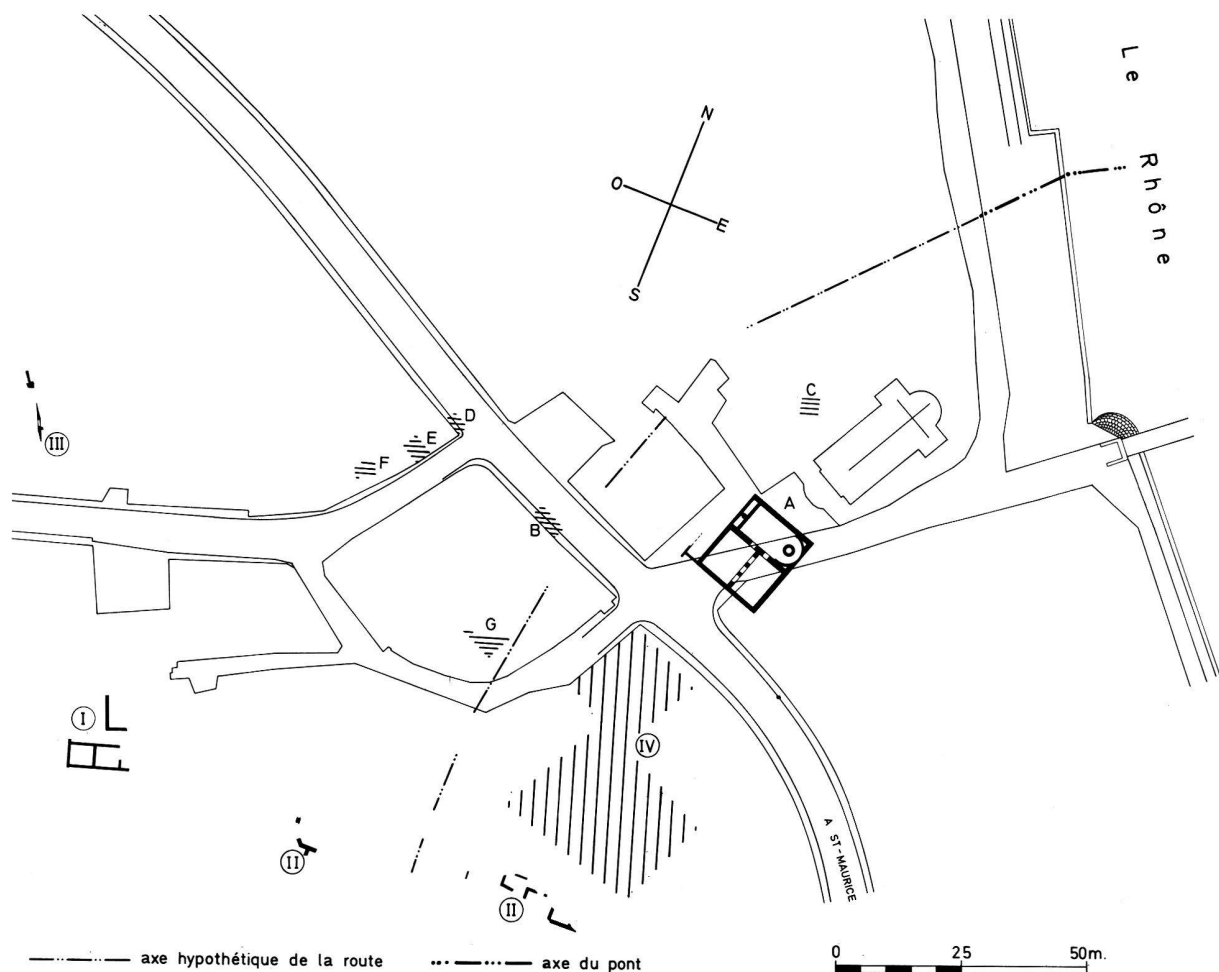 Le
Rhône
N
O
E
S
C
D
E
F
III
A
B
G
I
IV
II
II
A ST-MAURICE
axe hypothétique de la route
axe du pont
0 25 50m.